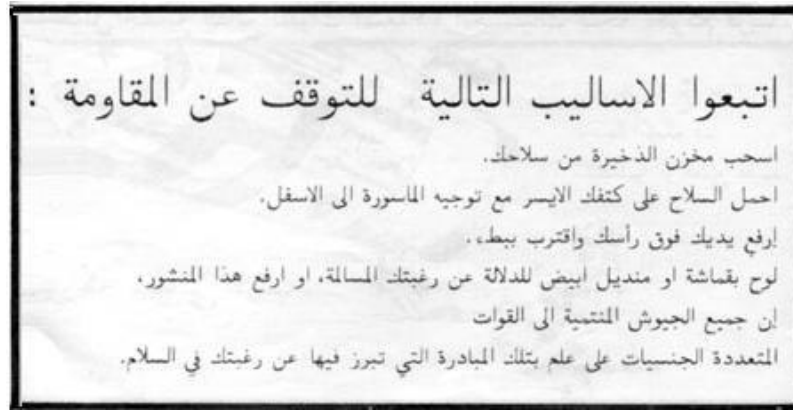 اتبعوا الاساليب التالية للتوقف عن المقاومة :
اسحب مخزن الذخيرة من سلاحك.
احمل السلاح على كتفك الايسر مع توجيه الماسورة الى الاسفل.
إرفع يديك فوق رأسك واقترب ببطء.
لوح بقماشة او منديل ابيض للدلالة عن رغبتك المسالمة، او ارفع هذا المنشور،
إن جميع الجيوش المنتمية الى القوات
المتعددة الجنسيات على علم بتلك المبادرة التي تبرز فيها عن رغبتك في السلام.